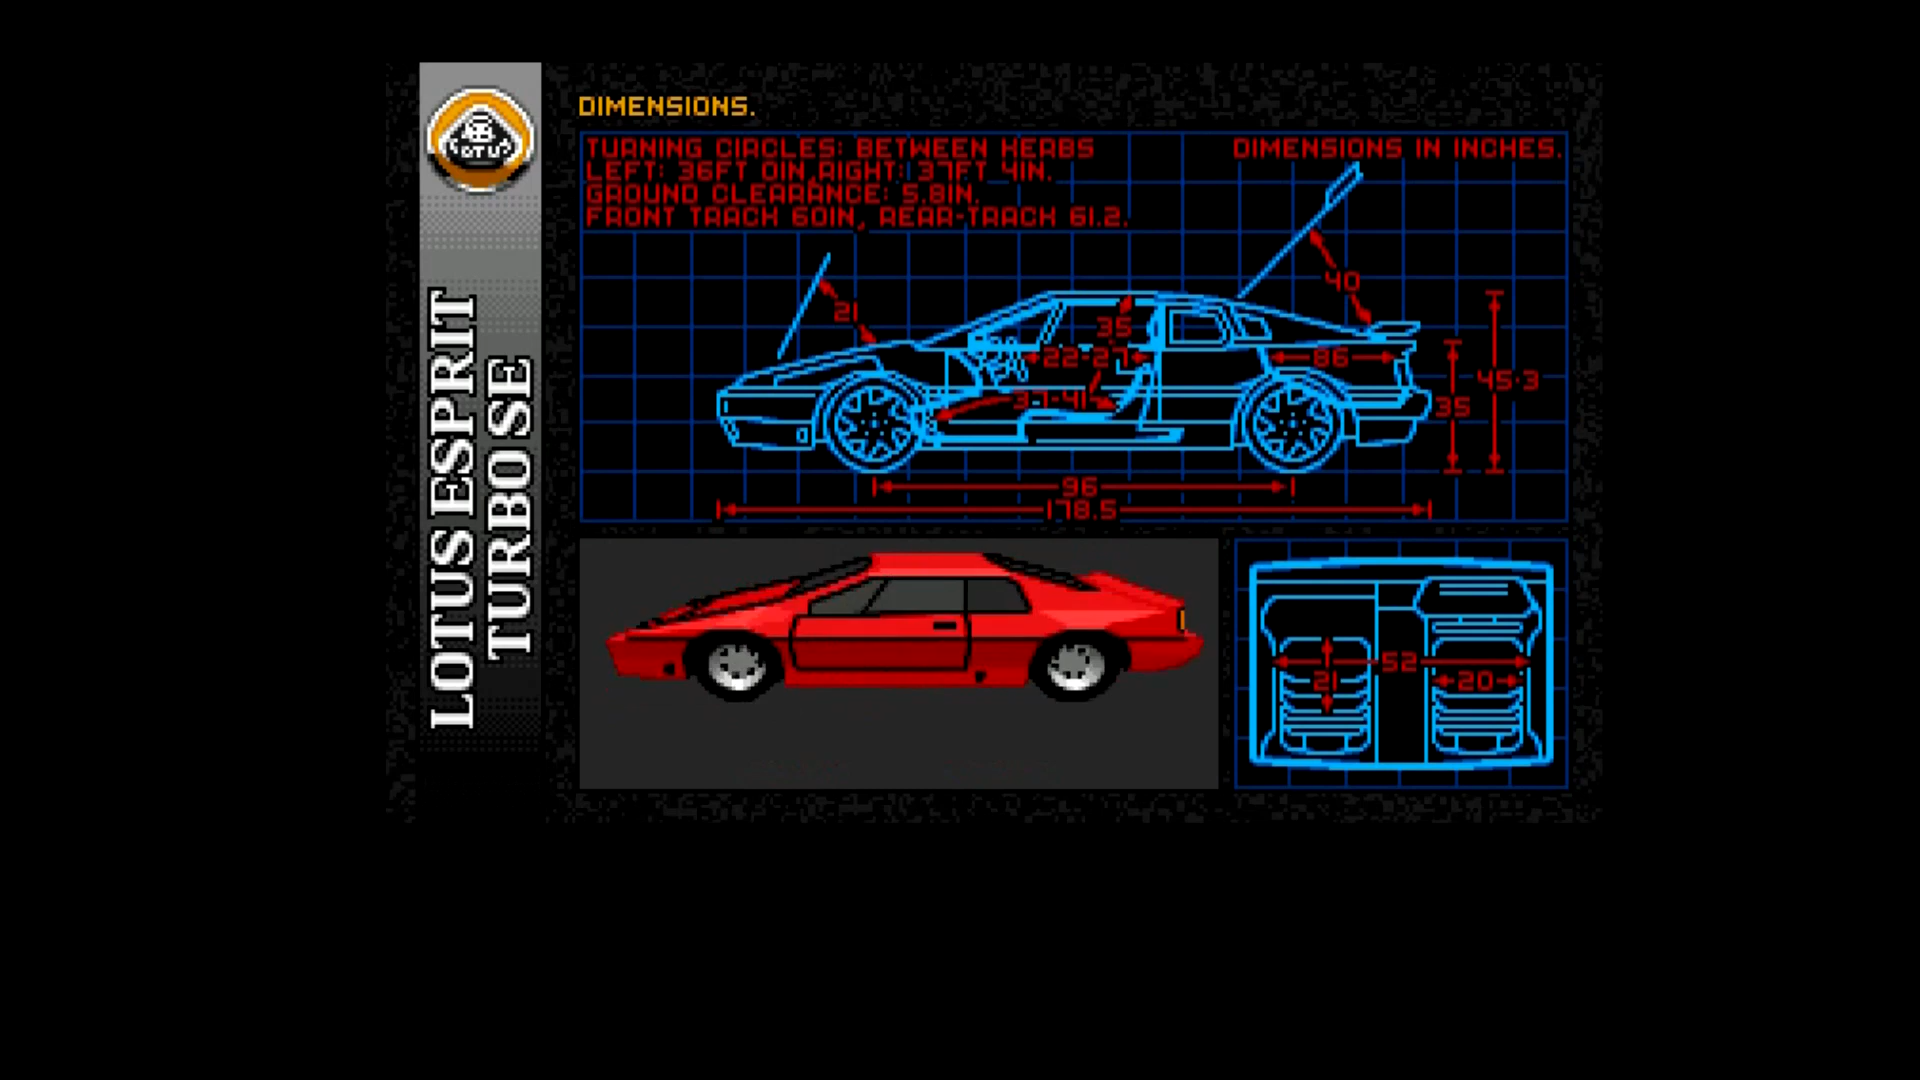 DIMENSIONS.
TURNING CIRCLES: BETWEEN KERBS
DIMENSIONS IN INCHES.
LEFT: 36FT 0IN,RIGHT: 37FT 4IN.
GROUND CLEARANCE: 5.8IN.
FRONT TRACK 60IN, REAR-TRACK 61.2.
LOTUS ESPRIT
TURBO SE
40
21
35
22-27
86
45.3
37-41
35
96
178.5
52
21
20